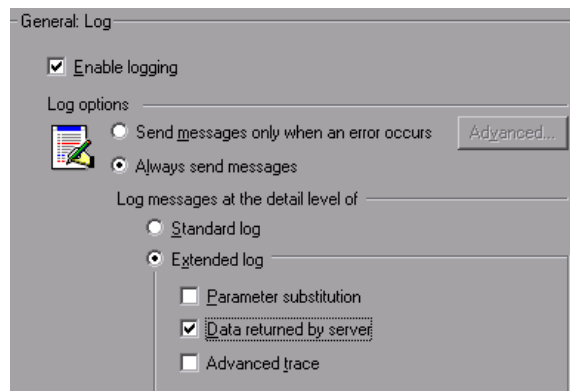 General: Log
Enable logging
Log options
Send messages only when an error occurs
Advanced...
Always send messages
Log messages at the detail level of
Standard log
Extended log
Parameter substitution
Data returned by server
Advanced trace